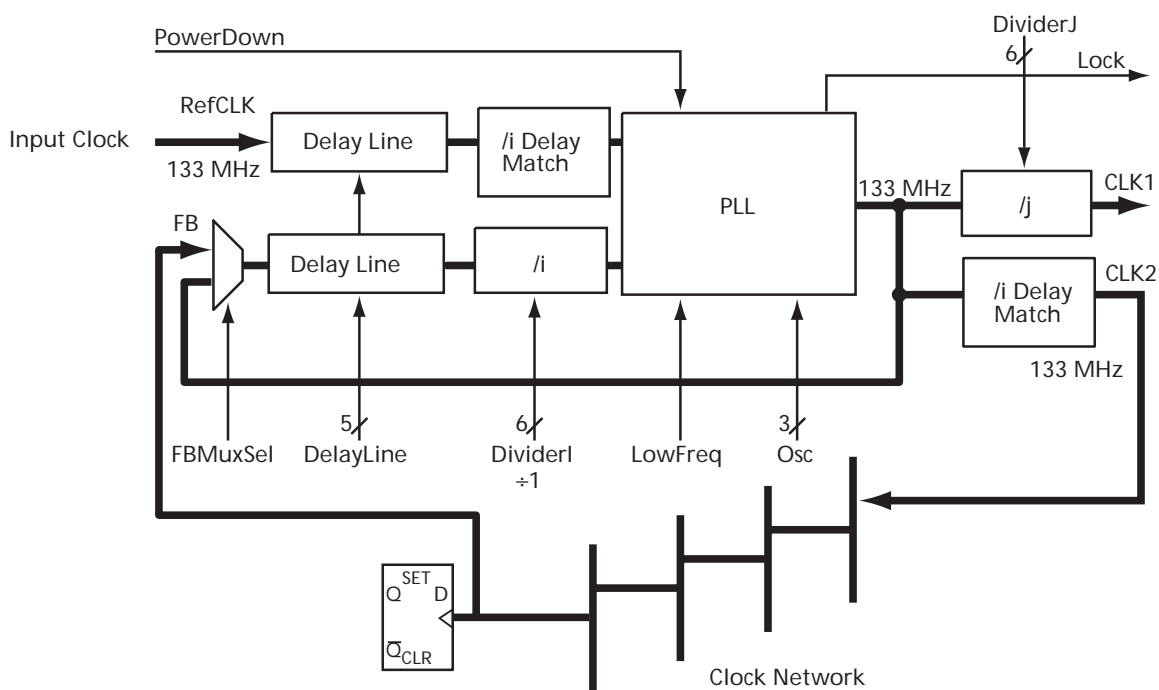 PowerDown
DividerJ
6
Lock
RefCLK
Input Clock
133 MHz
Delay Line
/i Delay
Match
PLL
133 MHz
/j
CLK1
FB
Delay Line
/i
/i Delay
Match
CLK2
133 MHz
5
6
3
FBMuxSel
DelayLine
DividerI
÷1
LowFreq
Osc
SET
Q
D
Q̅
CLR
Clock Network